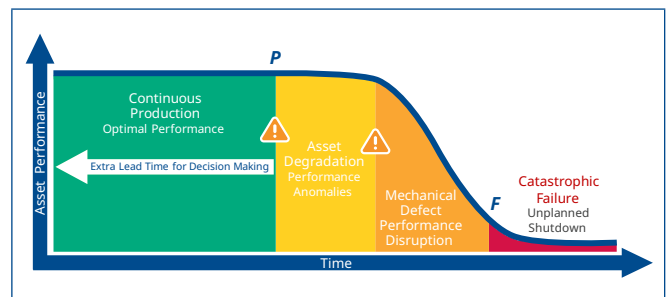 P
Continuous
Production
Optimal Performance
Extra Lead Time for Decision Making
Asset
Degradation
Performance
Anomalies
Mechanical
Defect
Performance
Disruption
F
Catastrophic
Failure
Unplanned
Shutdown
Asset Performance
Time